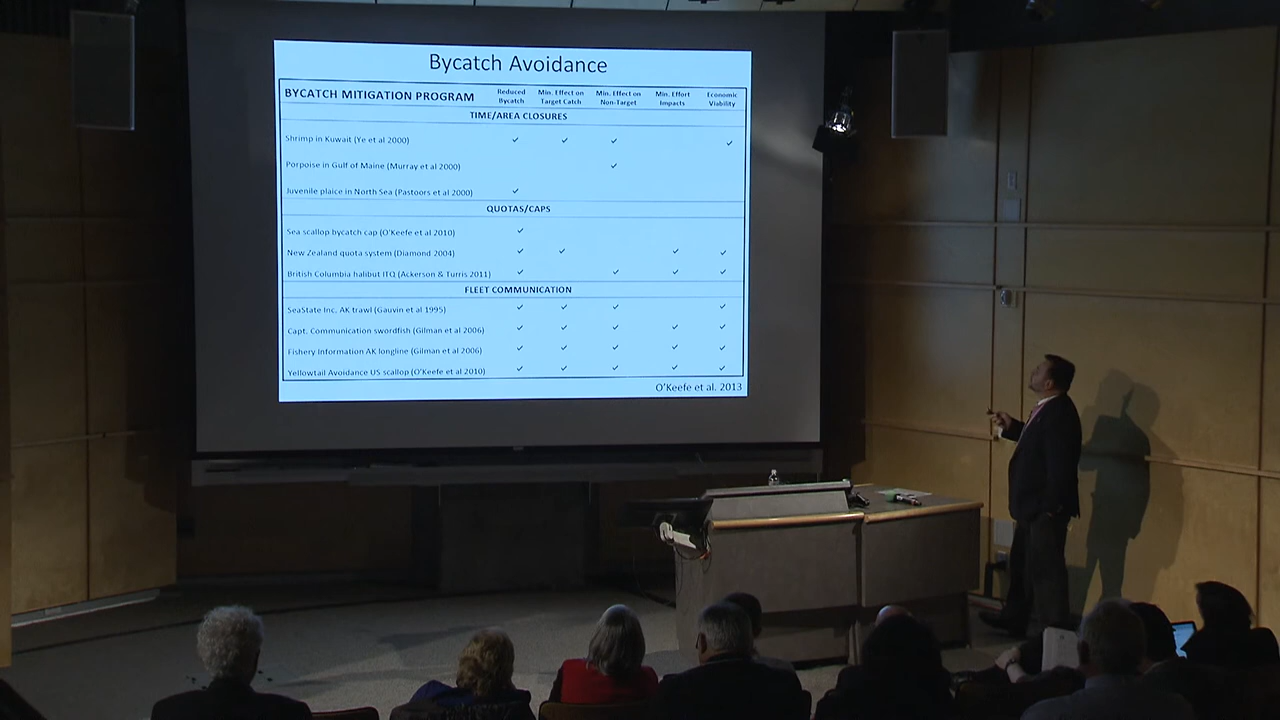 Bycatch Avoidance
BYCATCH MITIGATION PROGRAM Reduced Bycatch Min. Effect on Target Catch Min. Effect on Non-Target Min. Effort Impacts Economic Viability
TIME/AREA CLOSURES
Shrimp in Kuwait (Ye et al 2000) ✓ ✓ ✓ ✓
Porpoise in Gulf of Maine (Murray et al 2000) ✓
Juvenile plaice in North Sea (Pastoors et al 2000) ✓
QUOTAS/CAPS
Sea scallop bycatch cap (O'Keefe et al 2010) ✓
New Zealand quota system (Diamond 2004) ✓ ✓ ✓ ✓
British Columbia halibut ITQ (Ackerson & Turris 2011) ✓ ✓ ✓ ✓
FLEET COMMUNICATION
SeaState Inc. AK trawl (Gauvin et al 1995) ✓ ✓ ✓ ✓
Capt. Communication swordfish (Gilman et al 2006) ✓ ✓ ✓ ✓ ✓
Fishery Information AK longline (Gilman et al 2006) ✓ ✓ ✓ ✓ ✓
Yellowtail Avoidance US scallop (O'Keefe et al 2010) ✓ ✓ ✓ ✓ ✓
O'Keefe et al. 2013